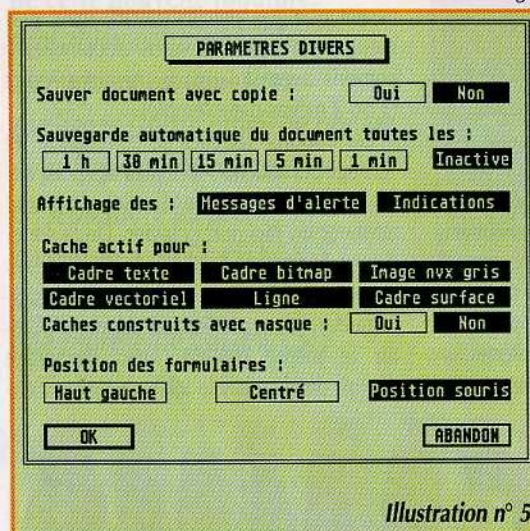 PARAMETRES DIVERS
Sauver document avec copie : Oui Non
Sauvegarde automatique du document toutes les :
1 h 30 min 15 min 5 min 1 min Inactive
Affichage des : Messages d'alerte Indications
Cache actif pour :
Cadre texte Cadre bitmap Image nvx gris
Cadre vectoriel Ligne Cadre surface
Caches construits avec masque : Oui Non
Position des formulaires :
Haut gauche Centré Position souris
OK ABANDON
Illustration n° 5